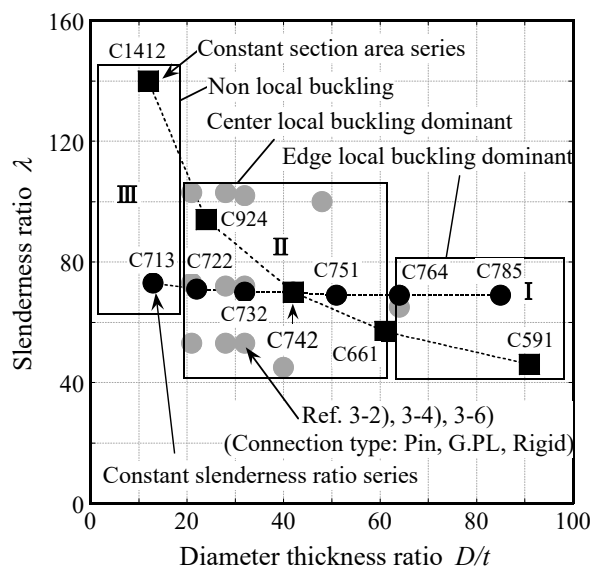 160
C1412
Constant section area series
Non local buckling
120
Center local buckling dominant
Edge local buckling dominant
Slenderness ratio λ
III
C924
II
C713
C722
C751
C764
C785
80
I
C732
C742
C661
C591
40
Ref. 3-2), 3-4), 3-6)
(Connection type: Pin, G.PL, Rigid)
Constant slenderness ratio series
0
0 20 40 60 80 100
Diameter thickness ratio D/t